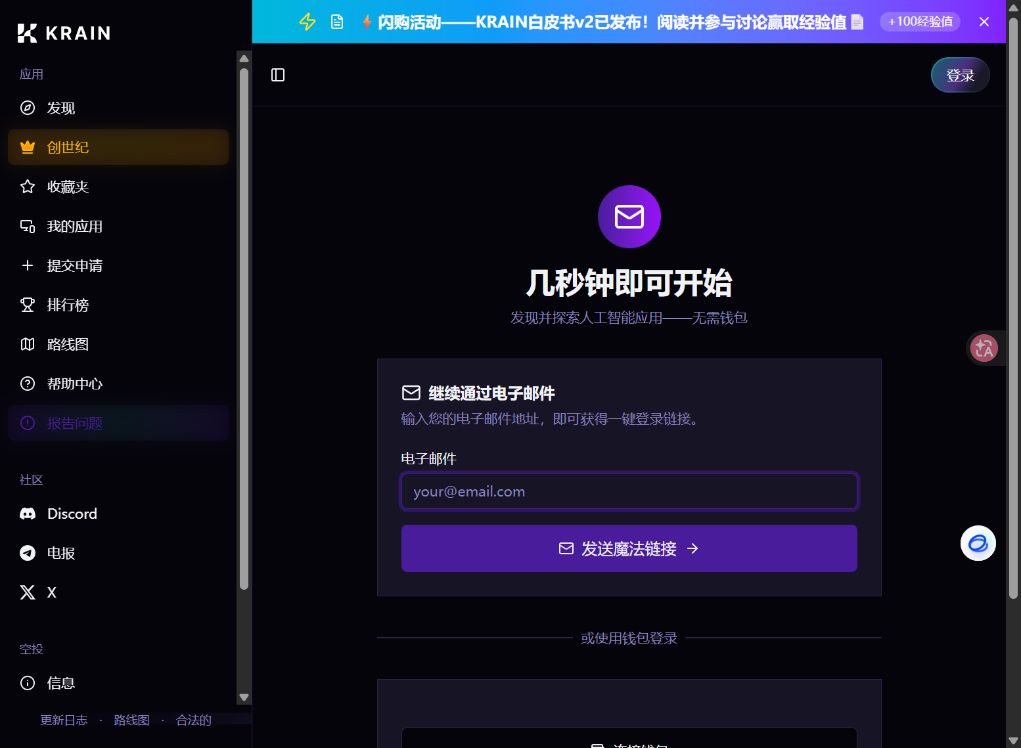 KRAIN
应用
发现
创世纪
收藏夹
我的应用
提交申请
排行榜
路线图
帮助中心
报告问题
社区
Discord
电报
X
空投
信息
更新日志 · 路线图 · 合法的
闪购活动——KRAIN白皮书v2已发布！阅读并参与讨论赢取经验值
+100经验值
登录
几秒钟即可开始
发现并探索人工智能应用——无需钱包
继续通过电子邮件
输入您的电子邮件地址，即可获得一键登录链接。
电子邮件
your@email.com
发送魔法链接
或使用钱包登录
连接钱包